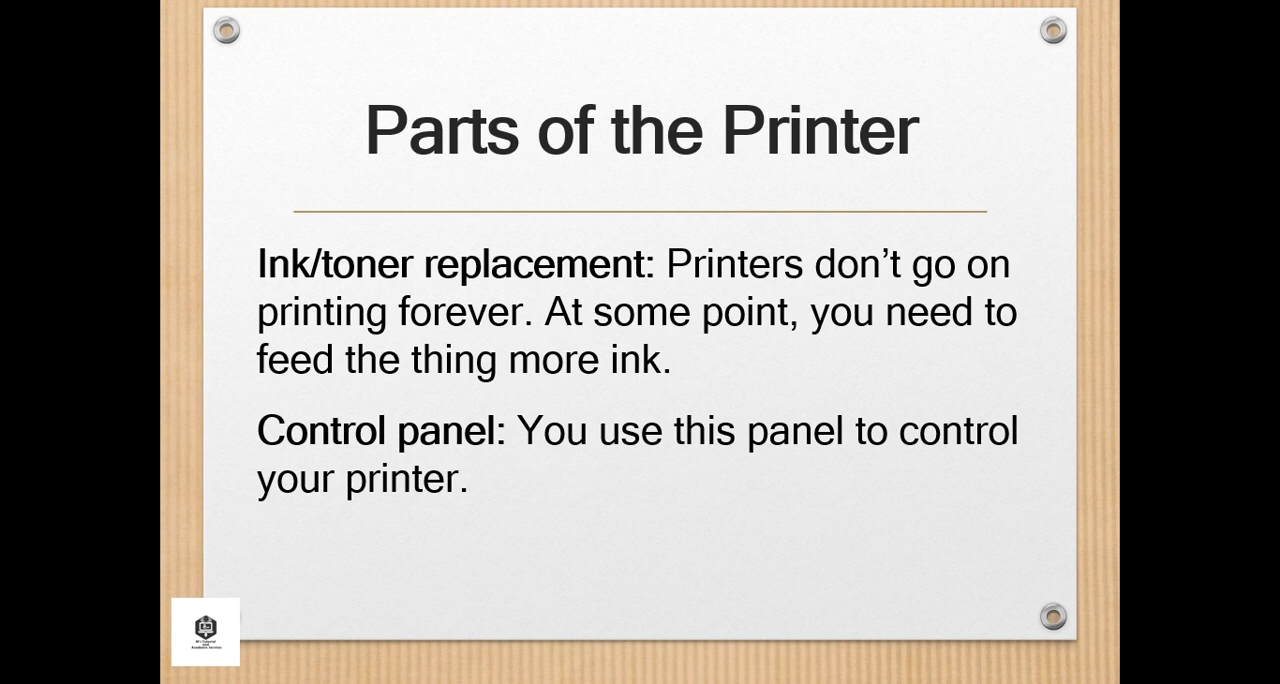 Parts of the Printer
Ink/toner replacement: Printers don’t go on
printing forever. At some point, you need to
feed the thing more ink.
Control panel: You use this panel to control
your printer.